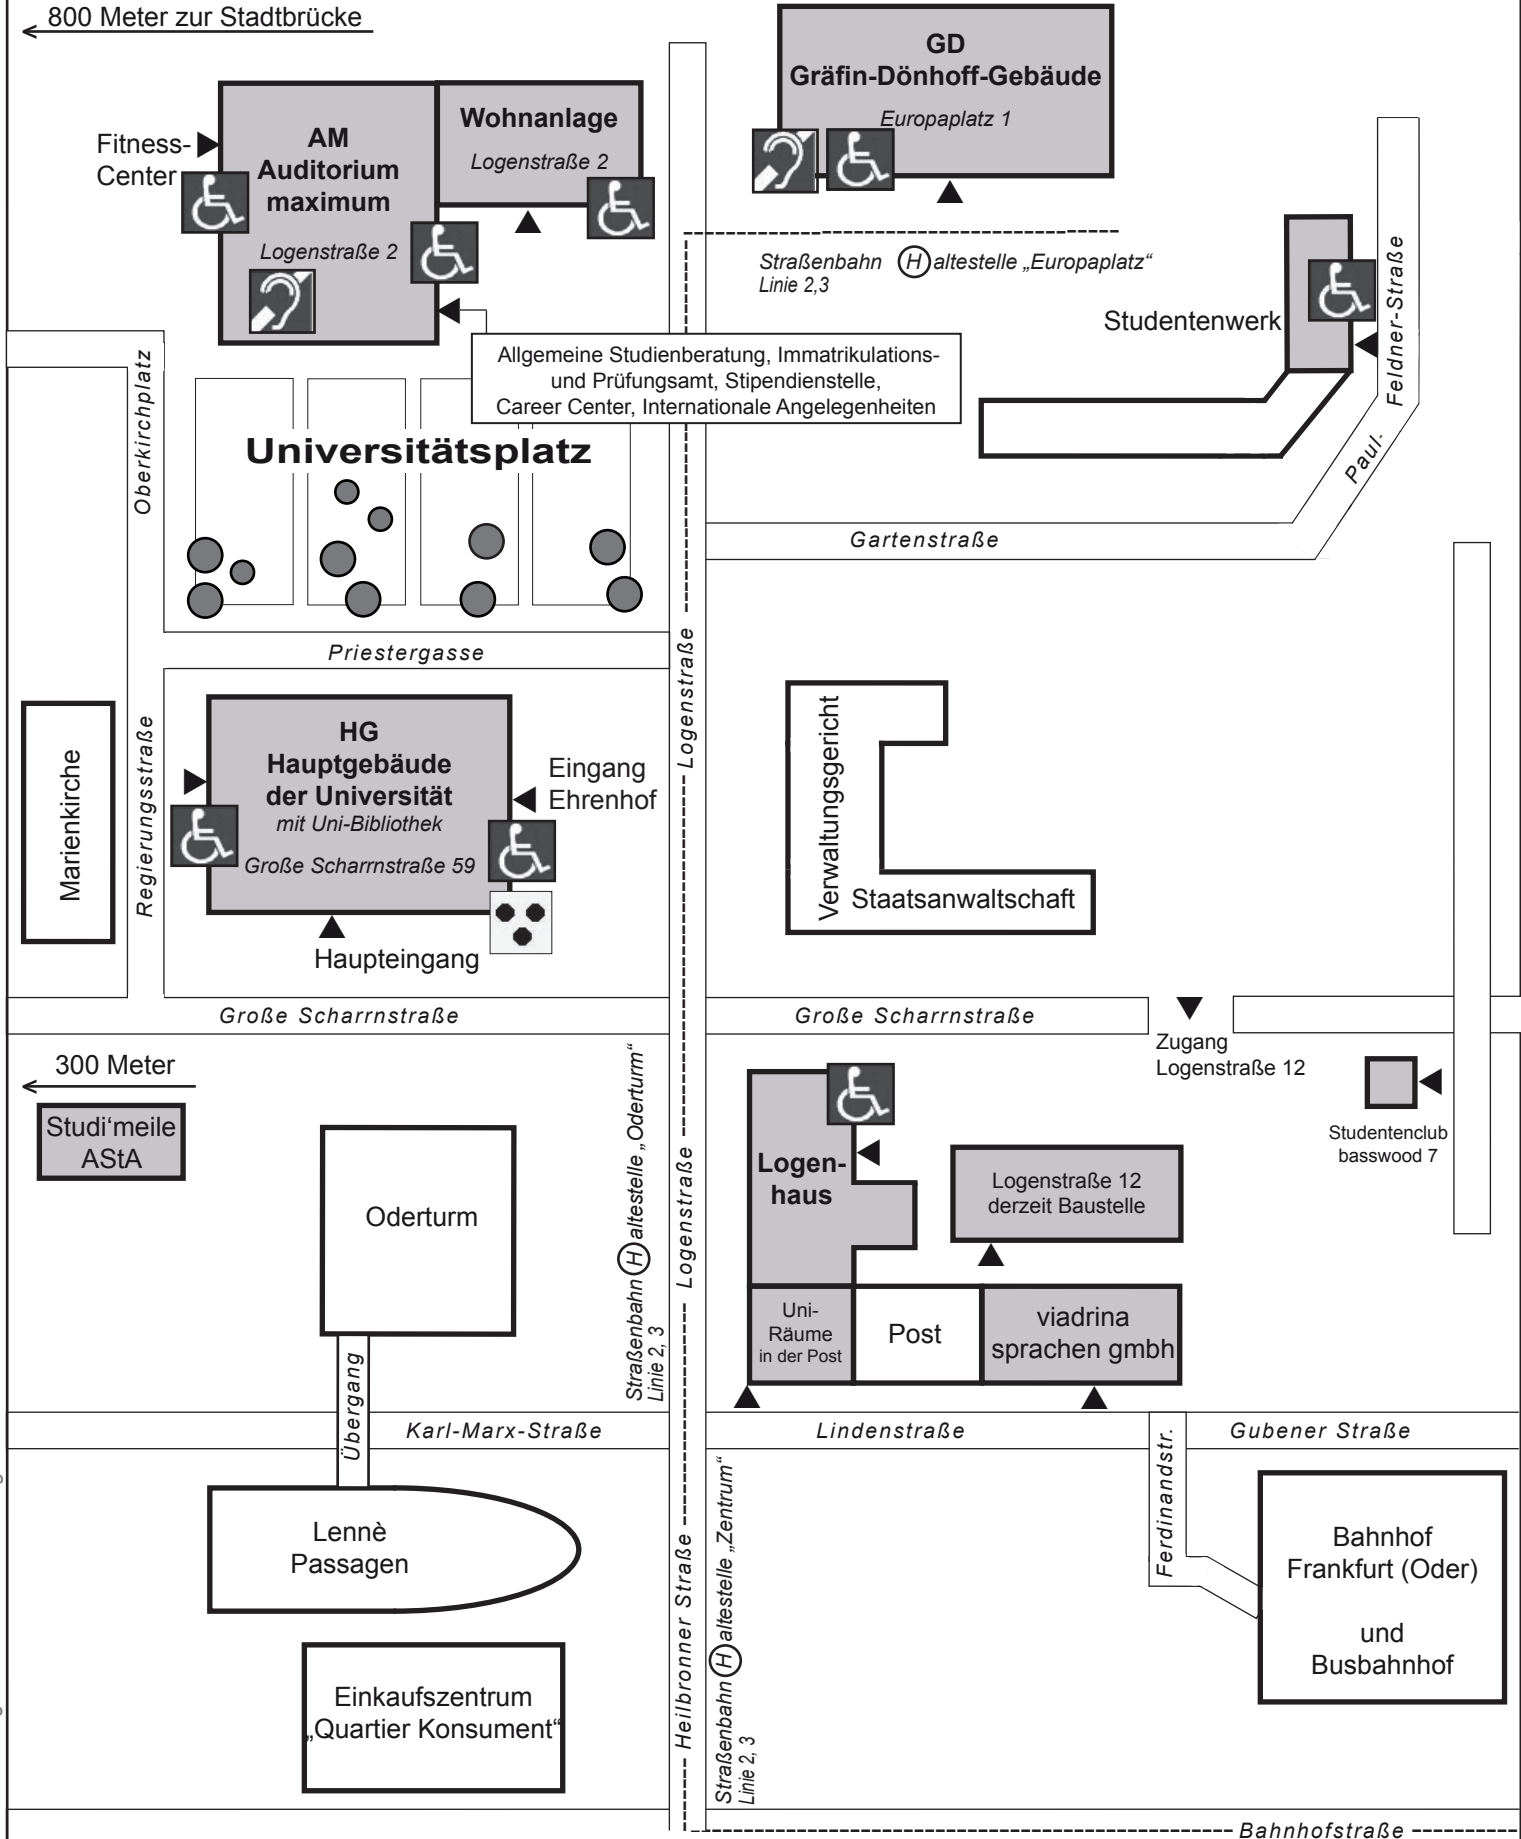 800 Meter zur Stadtbrücke
GD
Gräfin-Dönhoff-Gebäude
Europaplatz 1
Fitness-
Center
AM
Auditorium
maximum
Logenstraße 2
Wohnanlage
Logenstraße 2
Straßenbahn Haltestelle „Europaplatz“
Linie 2,3
Studentenwerk
Paul-
Feldner-Straße
Allgemeine Studienberatung, Immatrikulations-
und Prüfungsamt, Stipendienstelle,
Career Center, Internationale Angelegenheiten
Oberkirchplatz
Universitätsplatz
Gartenstraße
Priestergasse
Logenstraße
Marienkirche
Regierungsstraße
HG
Hauptgebäude
der Universität
mit Uni-Bibliothek
Große Scharrnstraße 59
Eingang
Ehrenhof
Haupteingang
Verwaltungsgericht
Staatsanwaltschaft
Große Scharrnstraße
Große Scharrnstraße
Zugang
Logenstraße 12
300 Meter
Studi‘meile
AStA
Oderturm
Straßenbahn Haltestelle „Oderturm“
Linie 2, 3
Logenstraße
Logen-
haus
Logenstraße 12
derzeit Baustelle
Studentenclub
basswood 7
Uni-
Räume
in der Post
Post
viadrina
sprachen gmbh
Übergang
Karl-Marx-Straße
Lindenstraße
Gubener Straße
Ferdinandstr.
Lennè
Passagen
Heilbronner Straße
Straßenbahn Haltestelle „Zentrum“
Linie 2, 3
Bahnhof
Frankfurt (Oder)
und
Busbahnhof
Einkaufszentrum
„Quartier Konsument“
Bahnhofstraße